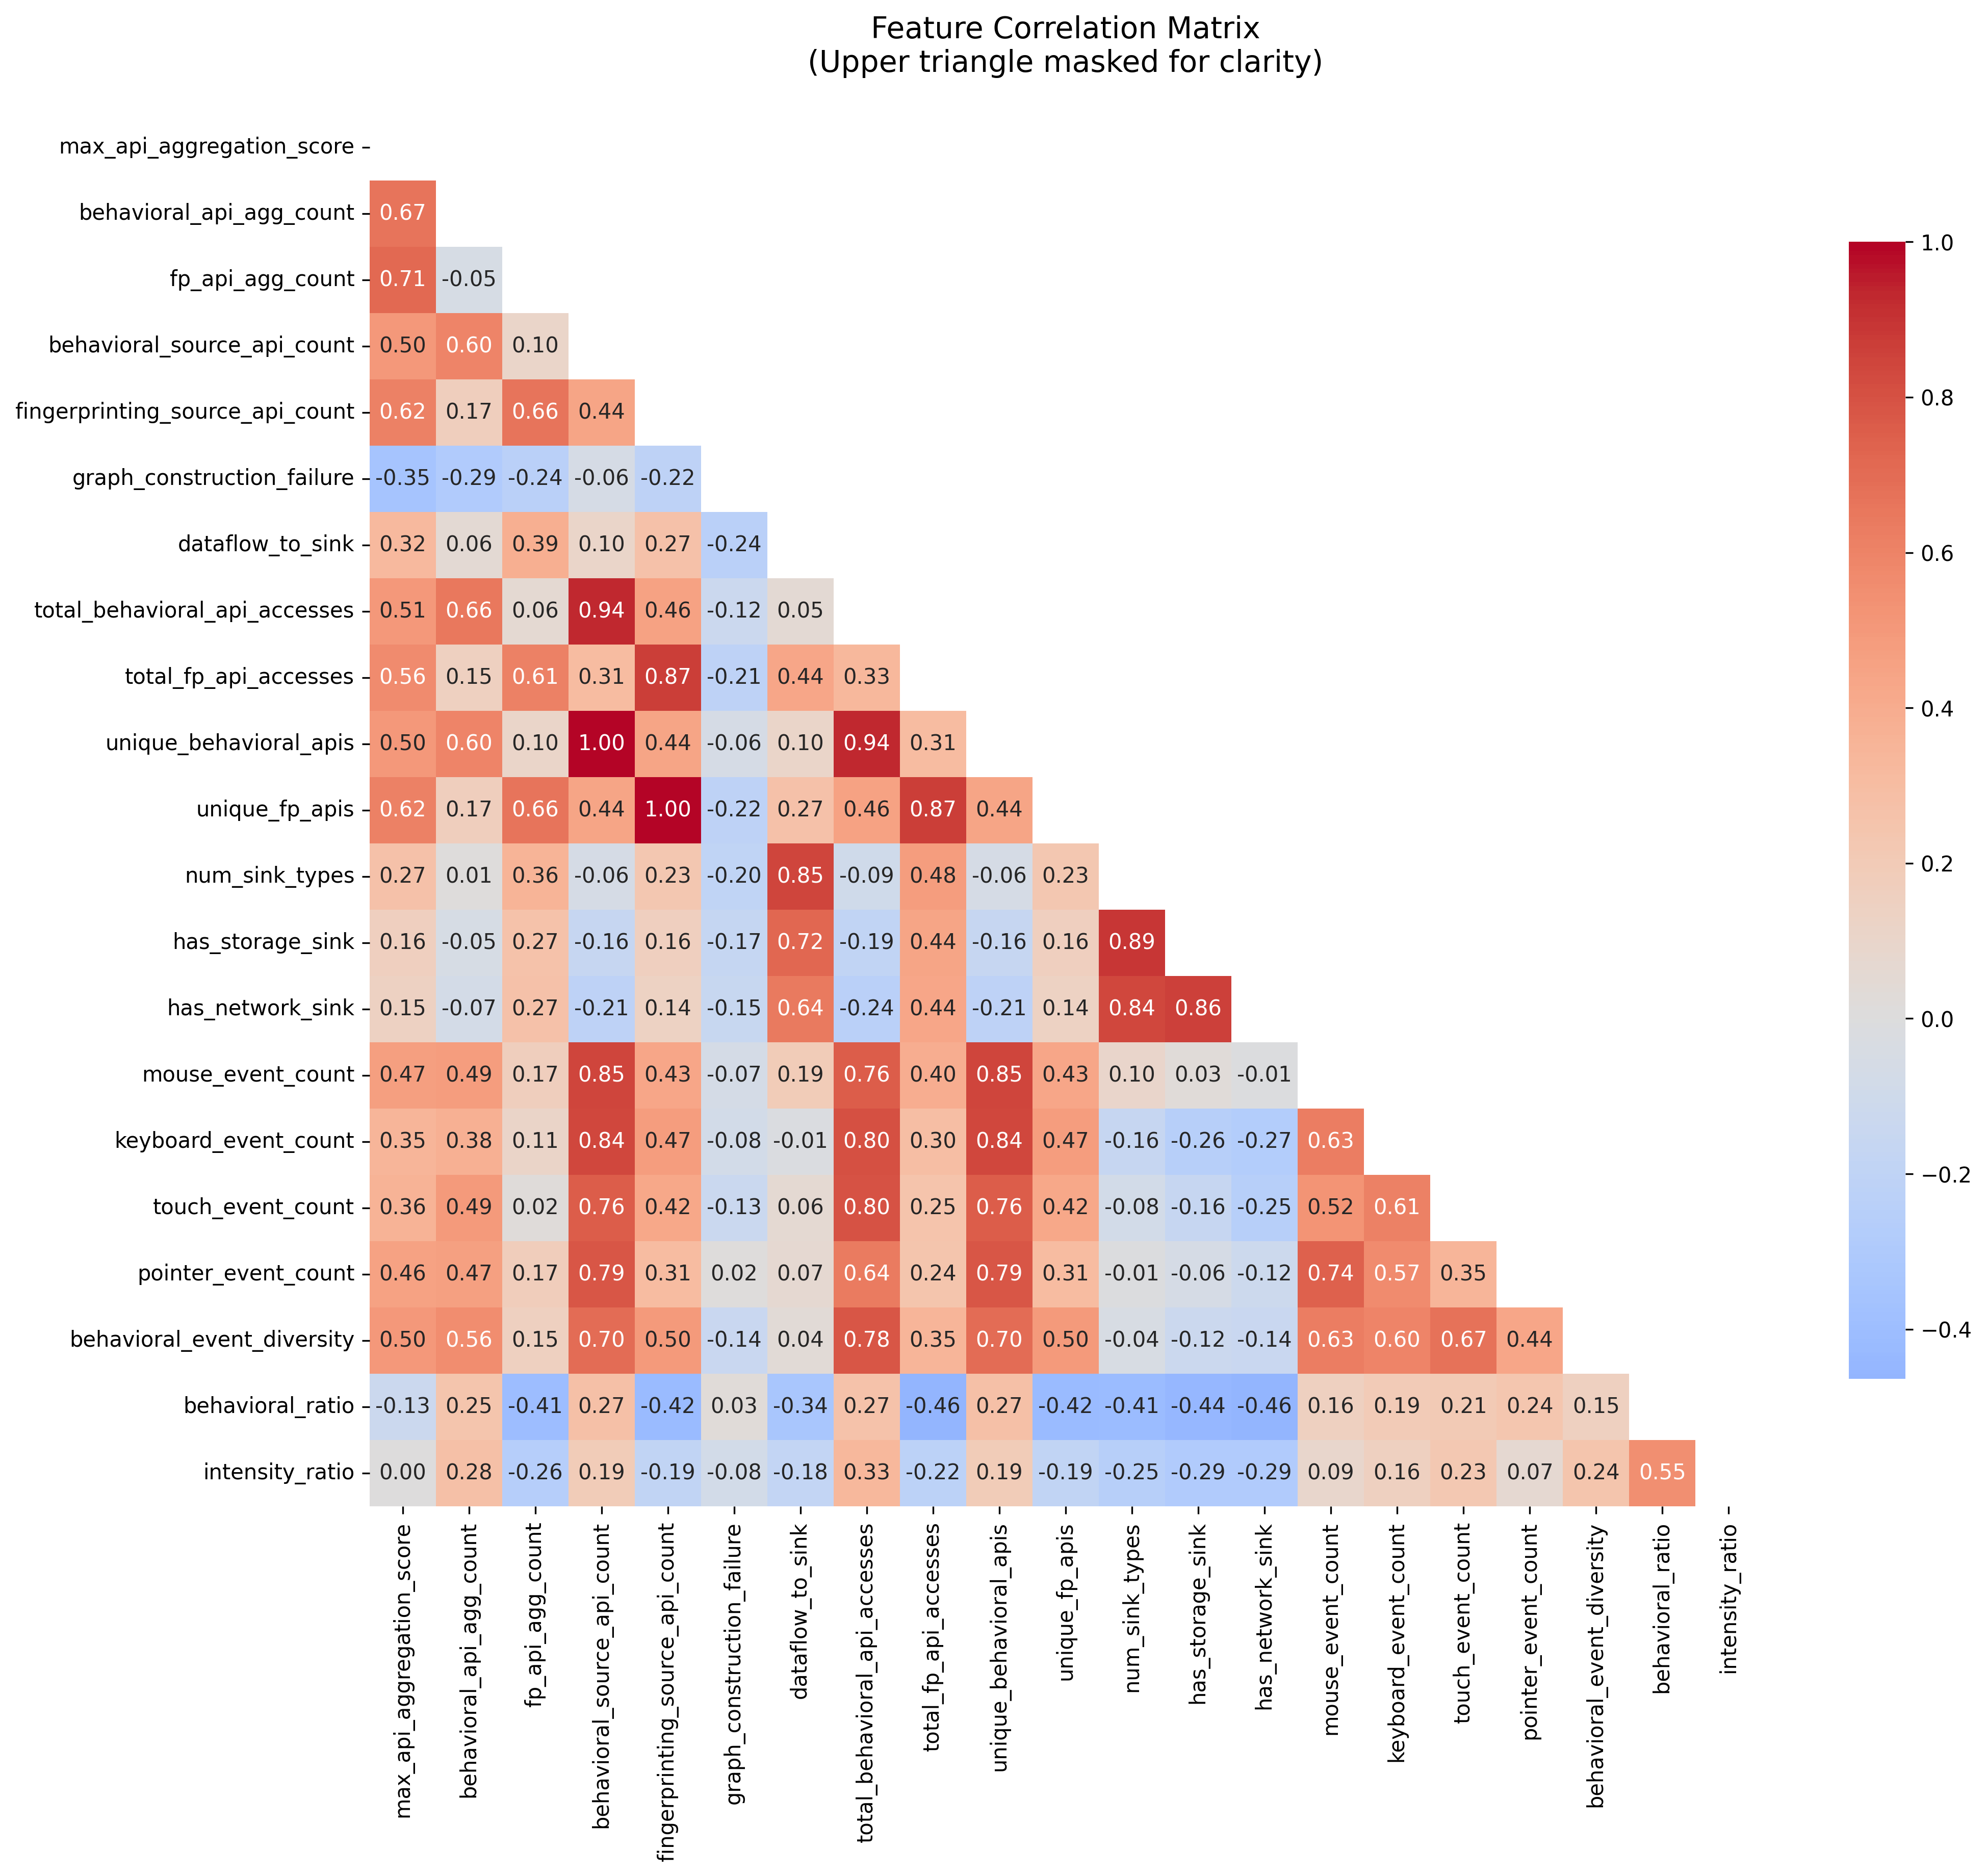 Feature Correlation Matrix
(Upper triangle masked for clarity)
max_api_aggregation_score
behavioral_api_agg_count 0.67
fp_api_agg_count 0.71 -0.05
behavioral_source_api_count 0.50 0.60 0.10
fingerprinting_source_api_count 0.62 0.17 0.66 0.44
graph_construction_failure -0.35 -0.29 -0.24 -0.06 -0.22
dataflow_to_sink 0.32 0.06 0.39 0.10 0.27 -0.24
total_behavioral_api_accesses 0.51 0.66 0.06 0.94 0.46 -0.12 0.05
total_fp_api_accesses 0.56 0.15 0.61 0.31 0.87 -0.21 0.44 0.33
unique_behavioral_apis 0.50 0.60 0.10 1.00 0.44 -0.06 0.10 0.94 0.31
unique_fp_apis 0.62 0.17 0.66 0.44 1.00 -0.22 0.27 0.46 0.87 0.44
num_sink_types 0.27 0.01 0.36 -0.06 0.23 -0.20 0.85 -0.09 0.48 -0.06 0.23
has_storage_sink 0.16 -0.05 0.27 -0.16 0.16 -0.17 0.72 -0.19 0.44 -0.16 0.16 0.89
has_network_sink 0.15 -0.07 0.27 -0.21 0.14 -0.15 0.64 -0.24 0.44 -0.21 0.14 0.84 0.86
mouse_event_count 0.47 0.49 0.17 0.85 0.43 -0.07 0.19 0.76 0.40 0.85 0.43 0.10 0.03 -0.01
keyboard_event_count 0.35 0.38 0.11 0.84 0.47 -0.08 -0.01 0.80 0.30 0.84 0.47 -0.16 -0.26 -0.27 0.63
touch_event_count 0.36 0.49 0.02 0.76 0.42 -0.13 0.06 0.80 0.25 0.76 0.42 -0.08 -0.16 -0.25 0.52 0.61
pointer_event_count 0.46 0.47 0.17 0.79 0.31 0.02 0.07 0.64 0.24 0.79 0.31 -0.01 -0.06 -0.12 0.74 0.57 0.35
behavioral_event_diversity 0.50 0.56 0.15 0.70 0.50 -0.14 0.04 0.78 0.35 0.70 0.50 -0.04 -0.12 -0.14 0.63 0.60 0.67 0.44
behavioral_ratio -0.13 0.25 -0.41 0.27 -0.42 0.03 -0.34 0.27 -0.46 0.27 -0.42 -0.41 -0.44 -0.46 0.16 0.19 0.21 0.24 0.15
intensity_ratio 0.00 0.28 -0.26 0.19 -0.19 -0.08 -0.18 0.33 -0.22 0.19 -0.19 -0.25 -0.29 -0.29 0.09 0.16 0.23 0.07 0.24 0.55
max_api_aggregation_score
behavioral_api_agg_count
fp_api_agg_count
behavioral_source_api_count
fingerprinting_source_api_count
graph_construction_failure
dataflow_to_sink
total_behavioral_api_accesses
total_fp_api_accesses
unique_behavioral_apis
unique_fp_apis
num_sink_types
has_storage_sink
has_network_sink
mouse_event_count
keyboard_event_count
touch_event_count
pointer_event_count
behavioral_event_diversity
behavioral_ratio
intensity_ratio
1.0
0.8
0.6
0.4
0.2
0.0
−0.2
−0.4